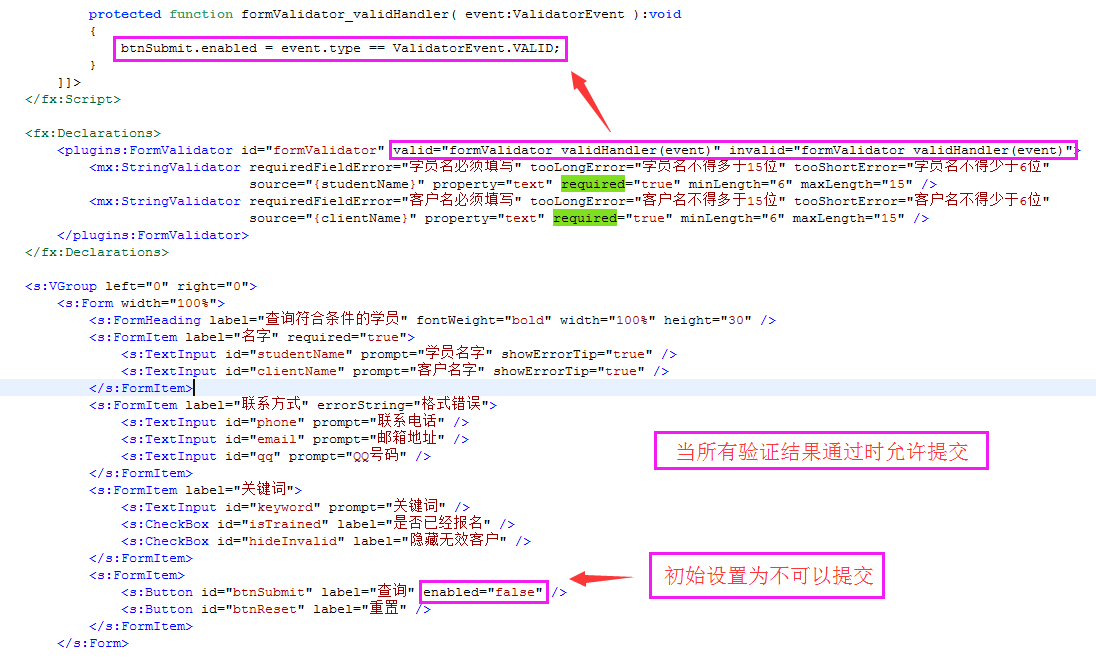 protected function formValidator_validHandler( event:ValidatorEvent ):void
{
btnSubmit.enabled = event.type == ValidatorEvent.VALID;
}
]]>
</fx:Script>
<fx:Declarations>
<plugins:FormValidator id="formValidator" valid="formValidator_validHandler(event)" invalid="formValidator_validHandler(event)">
<mx:StringValidator requiredFieldError="学员名必须填写" tooLongError="学员名不得多于15位" tooShortError="学员名不得少于6位"
source="{studentName}" property="text" required="true" minLength="6" maxLength="15" />
<mx:StringValidator requiredFieldError="客户名必须填写" tooLongError="客户名不得多于15位" tooShortError="客户名不得少于6位"
source="{clientName}" property="text" required="true" minLength="6" maxLength="15" />
</plugins:FormValidator>
</fx:Declarations>
<s:VGroup left="0" right="0">
<s:Form width="100%">
<s:FormHeading label="查询符合条件的学员" fontWeight="bold" width="100%" height="30" />
<s:FormItem label="名字" required="true">
<s:TextInput id="studentName" prompt="学员名字" showErrorTip="true" />
<s:TextInput id="clientName" prompt="客户名字" showErrorTip="true" />
</s:FormItem>
<s:FormItem label="联系方式" errorString="格式错误">
<s:TextInput id="phone" prompt="联系电话" />
<s:TextInput id="email" prompt="邮箱地址" />
<s:TextInput id="qq" prompt="QQ号码" />
当所有验证结果通过时允许提交
</s:FormItem>
<s:FormItem label="关键词">
<s:TextInput id="keyword" prompt="关键词" />
<s:CheckBox id="isTrained" label="是否已经报名" />
<s:CheckBox id="hideInvalid" label="隐藏无效客户" />
</s:FormItem>
<s:FormItem>
初始设置为不可以提交
<s:Button id="btnSubmit" label="查询" enabled="false" />
<s:Button id="btnReset" label="重置" />
</s:FormItem>
</s:Form>